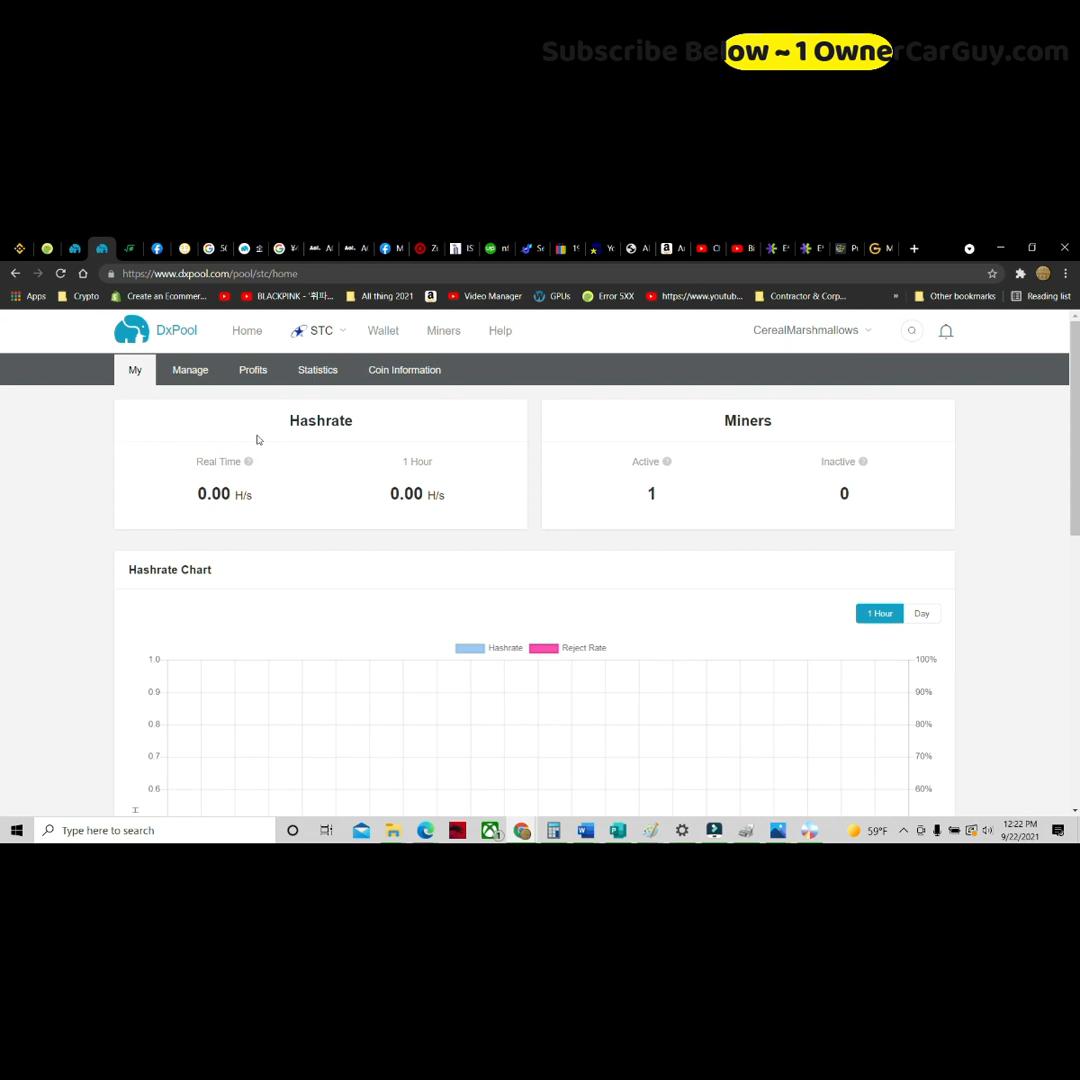 Subscribe Below ~ 1 OwnerCarGuy.com
https://www.dxpool.com/pool/stc/home
Apps Crypto Create an Ecommer... BLACKPINK - '휘파... All thing 2021 Video Manager GPUs Error 5XX https://www.youtub... Contractor & Corp... » Other bookmarks Reading list
DxPool Home STC Wallet Miners Help CerealMarshmallows
My Manage Profits Statistics Coin Information
Hashrate Miners
Real Time 1 Hour Active Inactive
0.00 H/s 0.00 H/s 1 0
Hashrate Chart
1 Hour Day
Hashrate Reject Rate
1.0 100%
0.9 90%
0.8 80%
0.7 70%
0.6 60%
Type here to search 59°F 12:22 PM
9/22/2021